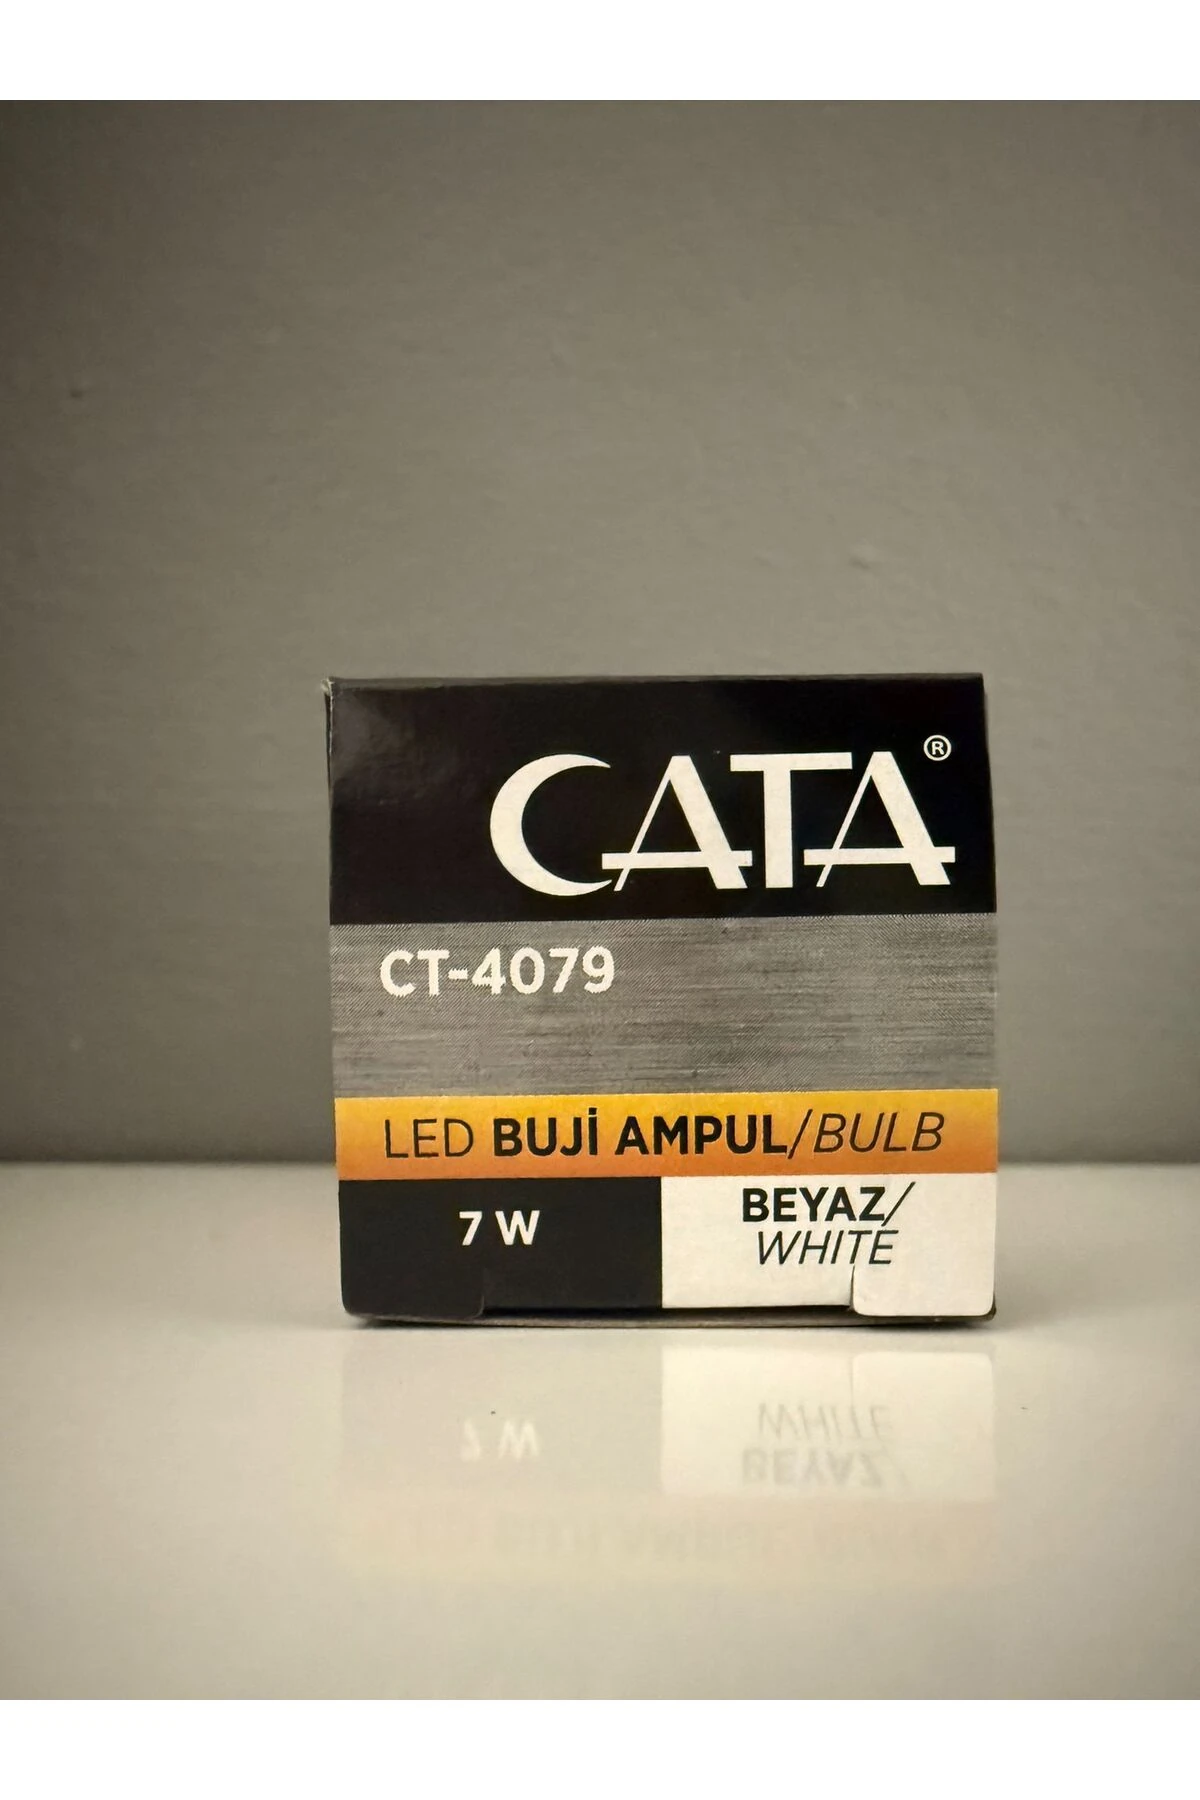 CATA®
CT-4079
LED BUJİ AMPUL/BULB
7 W
BEYAZ/
WHITE